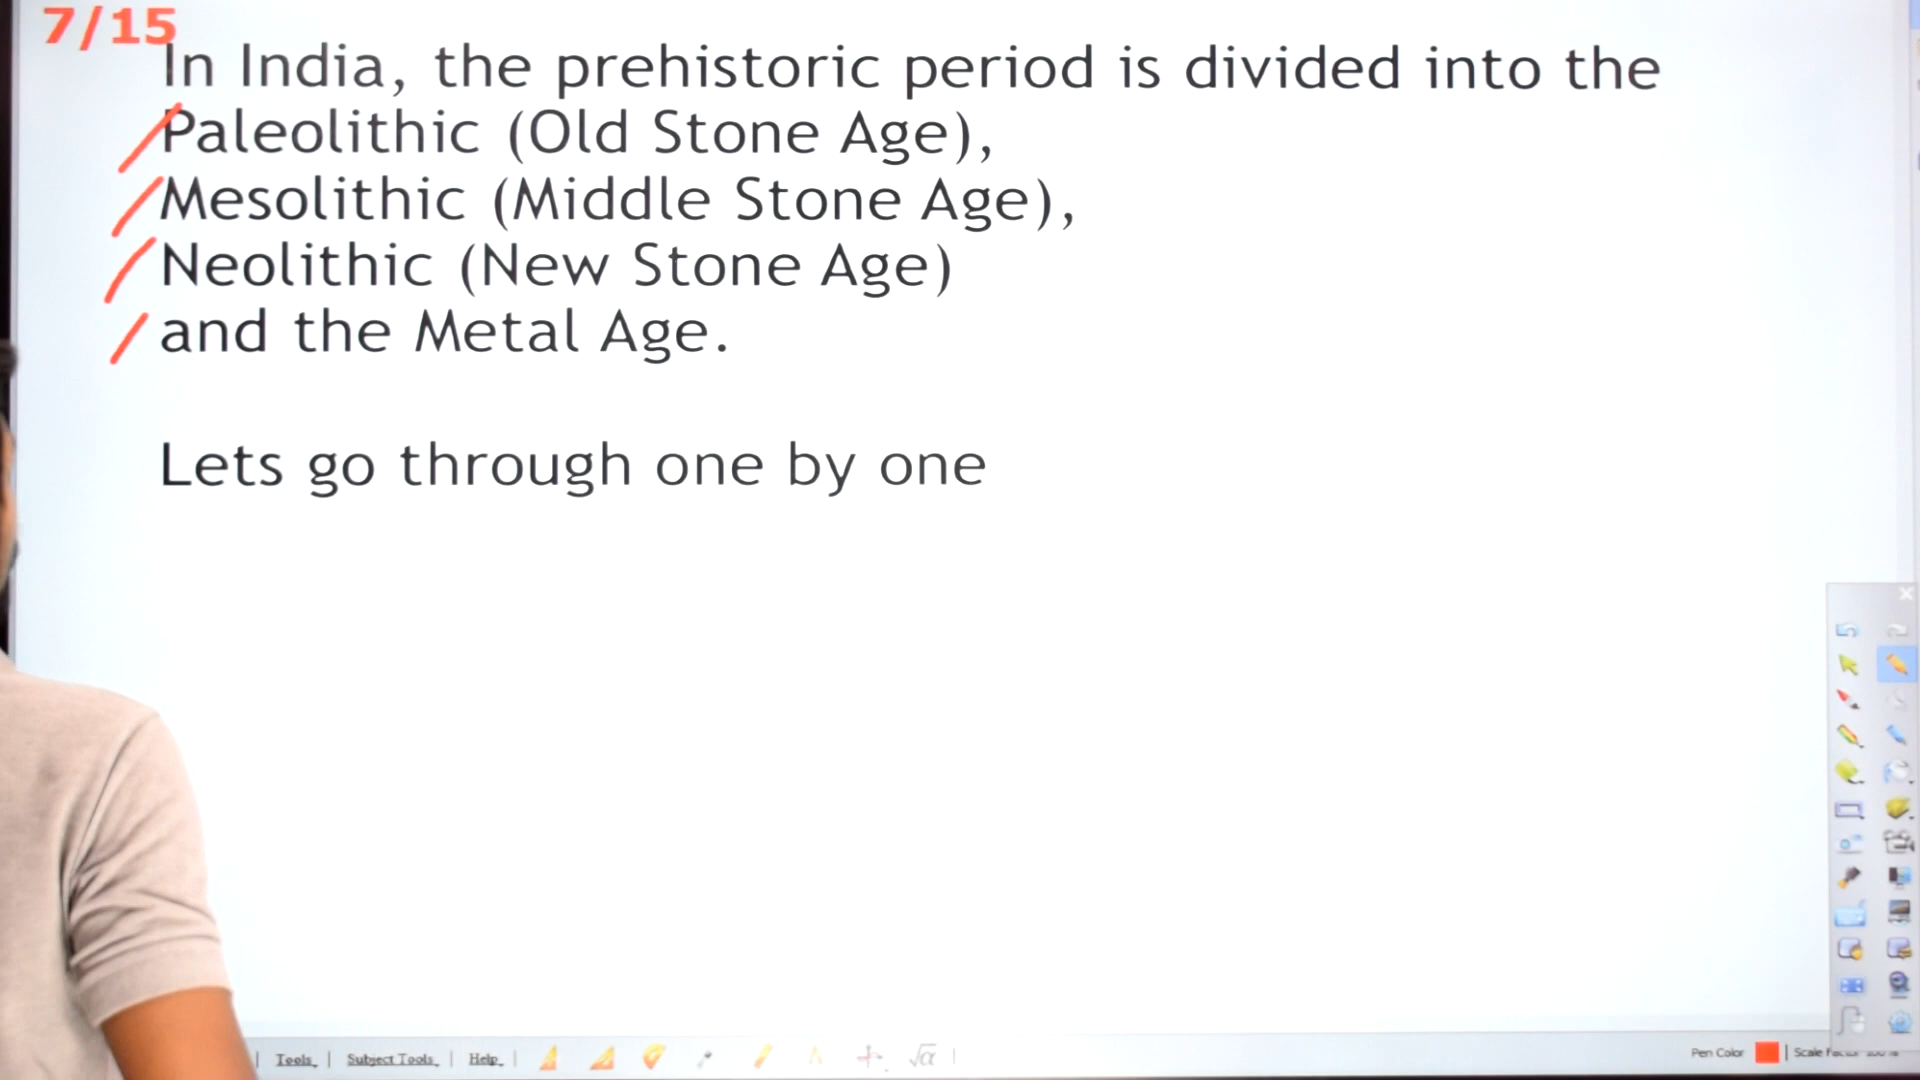 7/15
In India, the prehistoric period is divided into the
Paleolithic (Old Stone Age),
Mesolithic (Middle Stone Age),
Neolithic (New Stone Age)
and the Metal Age.
Lets go through one by one
Tools Subject Tools Help √α Pen Color Scale